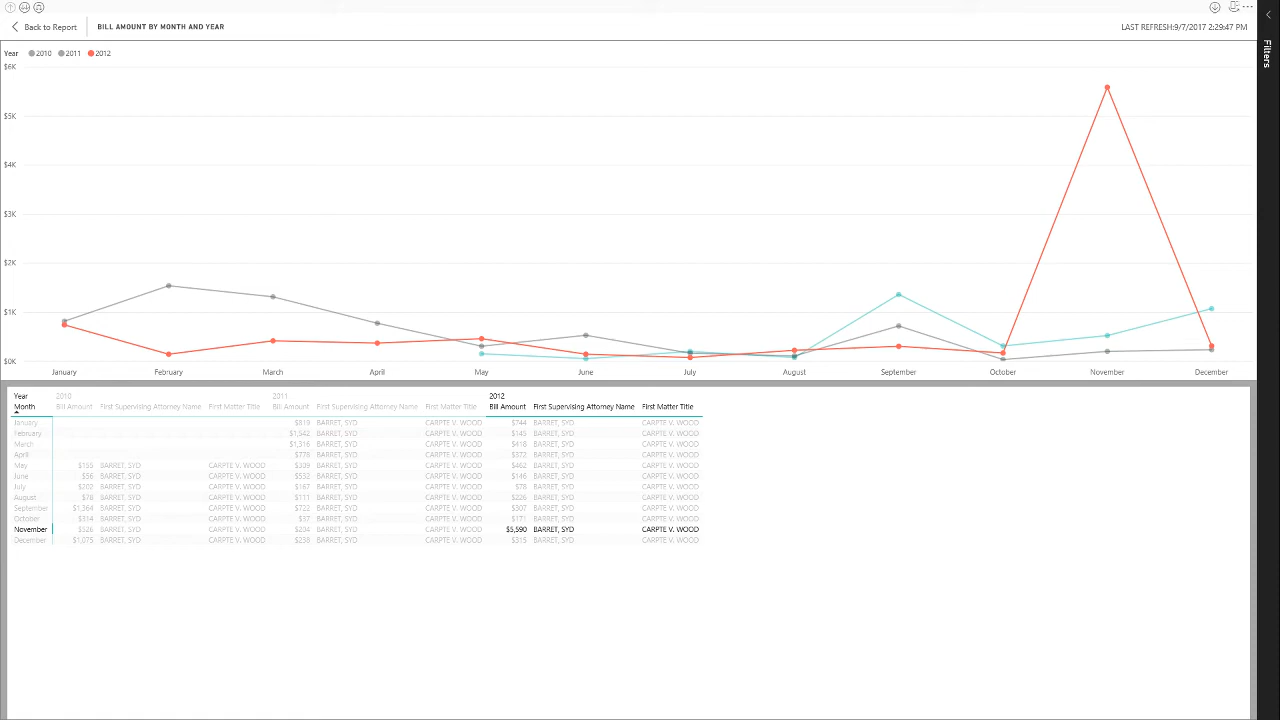 Back to Report BILL AMOUNT BY MONTH AND YEAR LAST REFRESH:9/7/2017 2:29:47 PM
Filters
Year 2010 2011 2012
$6K
$5K
$4K
$3K
$2K
$1K
$0K
January February March April May June July August September October November December
Year 2010 2011 2012
Month Bill Amount First Supervising Attorney Name First Matter Title Bill Amount First Supervising Attorney Name First Matter Title Bill Amount First Supervising Attorney Name First Matter Title
January $819 BARRET, SYD CARPTE V. WOOD $744 BARRET, SYD CARPTE V. WOOD
February $1,542 BARRET, SYD CARPTE V. WOOD $145 BARRET, SYD CARPTE V. WOOD
March $1,316 BARRET, SYD CARPTE V. WOOD $418 BARRET, SYD CARPTE V. WOOD
April $778 BARRET, SYD CARPTE V. WOOD $372 BARRET, SYD CARPTE V. WOOD
May $155 BARRET, SYD CARPTE V. WOOD $309 BARRET, SYD CARPTE V. WOOD $462 BARRET, SYD CARPTE V. WOOD
June $56 BARRET, SYD CARPTE V. WOOD $532 BARRET, SYD CARPTE V. WOOD $146 BARRET, SYD CARPTE V. WOOD
July $202 BARRET, SYD CARPTE V. WOOD $167 BARRET, SYD CARPTE V. WOOD $78 BARRET, SYD CARPTE V. WOOD
August $78 BARRET, SYD CARPTE V. WOOD $111 BARRET, SYD CARPTE V. WOOD $226 BARRET, SYD CARPTE V. WOOD
September $1,364 BARRET, SYD CARPTE V. WOOD $722 BARRET, SYD CARPTE V. WOOD $307 BARRET, SYD CARPTE V. WOOD
October $314 BARRET, SYD CARPTE V. WOOD $37 BARRET, SYD CARPTE V. WOOD $171 BARRET, SYD CARPTE V. WOOD
November $526 BARRET, SYD CARPTE V. WOOD $204 BARRET, SYD CARPTE V. WOOD $5,590 BARRET, SYD CARPTE V. WOOD
December $1,075 BARRET, SYD CARPTE V. WOOD $238 BARRET, SYD CARPTE V. WOOD $315 BARRET, SYD CARPTE V. WOOD